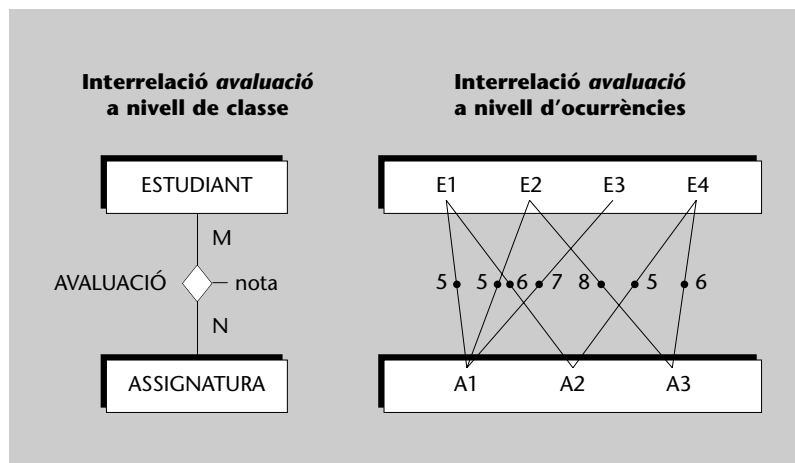 Interrelació avaluació
a nivell de classe
ESTUDIANT
M
AVALUACIÓ
nota
N
ASSIGNATURA
Interrelació avaluació
a nivell d'ocurrències
E1 E2 E3 E4
5 5 6 7 8 5 6
A1 A2 A3